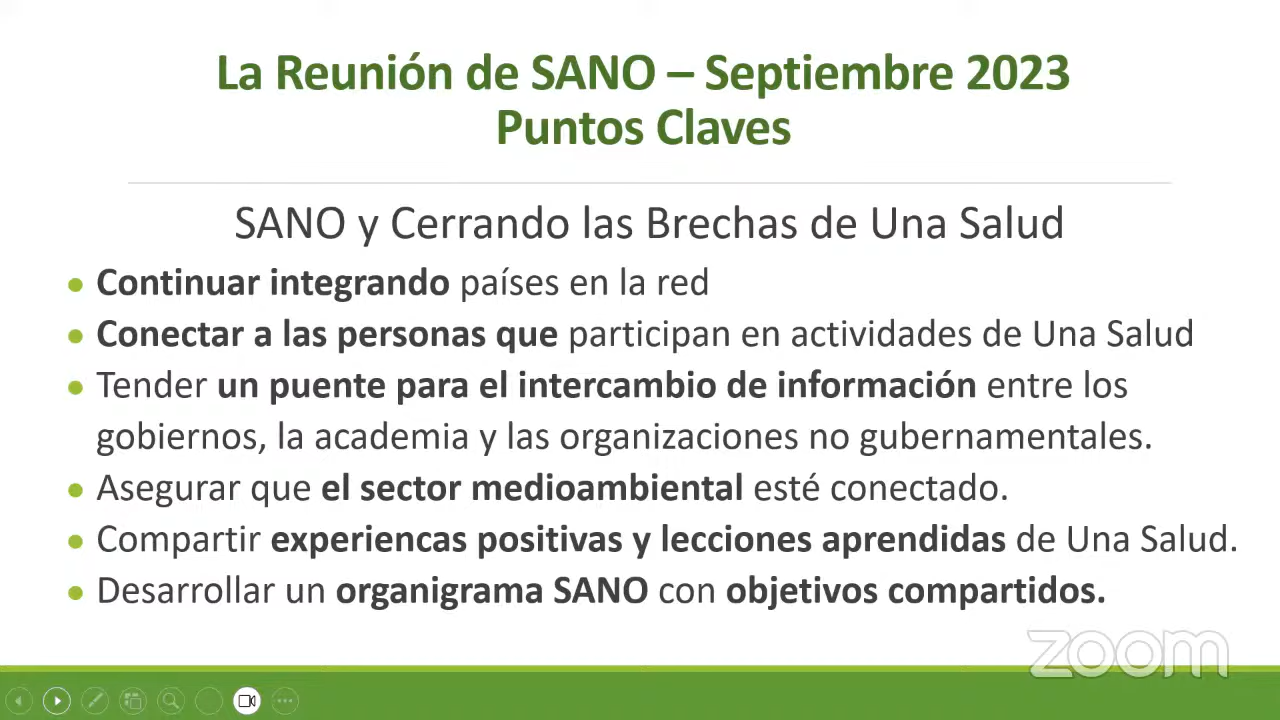 La Reunión de SANO – Septiembre 2023
Puntos Claves
SANO y Cerrando las Brechas de Una Salud
Continuar integrando países en la red
Conectar a las personas que participan en actividades de Una Salud
Tender un puente para el intercambio de información entre los
gobiernos, la academia y las organizaciones no gubernamentales.
Asegurar que el sector medioambiental esté conectado.
Compartir experiencas positivas y lecciones aprendidas de Una Salud.
Desarrollar un organigrama SANO con objetivos compartidos.
zoom